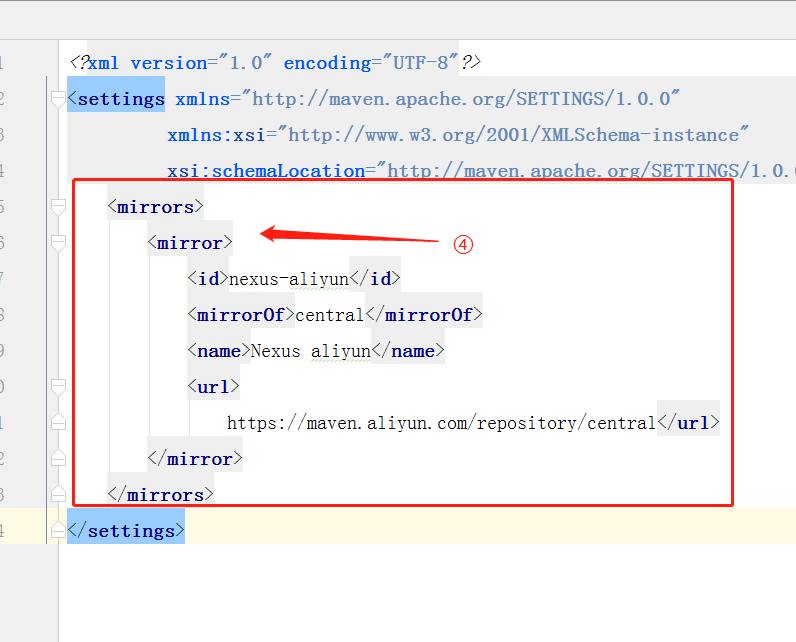 1 <?xml version="1.0" encoding="UTF-8"?>
2 <settings xmlns="http://maven.apache.org/SETTINGS/1.0.0"
3 xmlns:xsi="http://www.w3.org/2001/XMLSchema-instance"
4 xsi:schemaLocation="http://maven.apache.org/SETTINGS/1.0.
5 <mirrors>
6 <mirror> ④
7 <id>nexus-aliyun</id>
8 <mirrorOf>central</mirrorOf>
9 <name>Nexus aliyun</name>
0 <url>
1 https://maven.aliyun.com/repository/central</url>
2 </mirror>
3 </mirrors>
4 </settings>